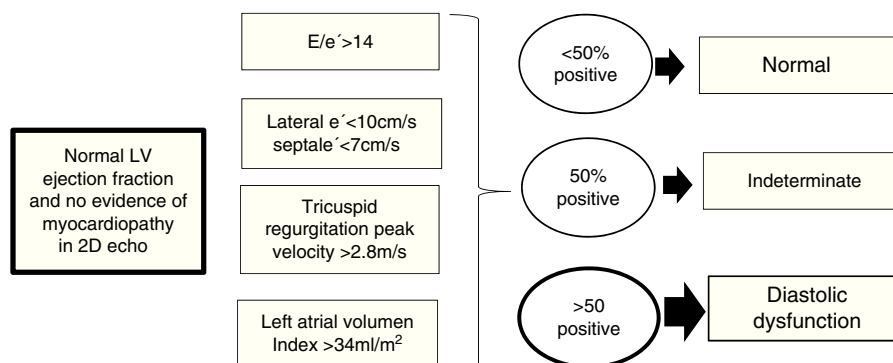 Normal LV
ejection fraction
and no evidence of
myocardiopathy
in 2D echo
E/e´>14
Lateral e´<10cm/s
septale´<7cm/s
Tricuspid
regurgitation peak
velocity >2.8m/s
Left atrial volumen
Index >34ml/m²
<50%
positive
Normal
50%
positive
Indeterminate
>50
positive
Diastolic
dysfunction